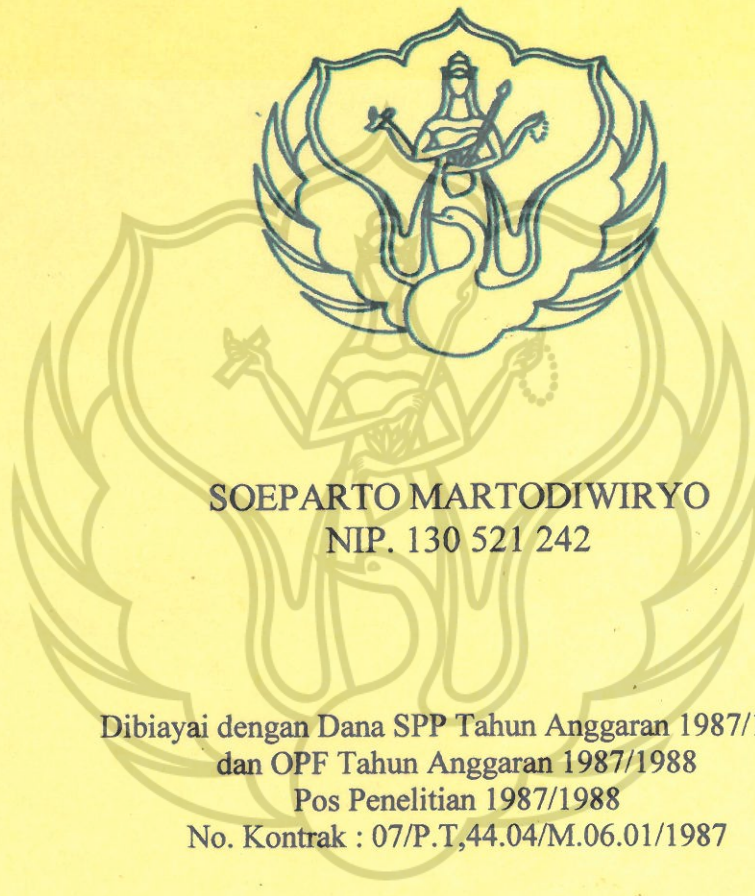 SOEPARTO MARTODIWIRYO
NIP. 130 521 242
Dibiayai dengan Dana SPP Tahun Anggaran 1987/
dan OPF Tahun Anggaran 1987/1988
Pos Penelitian 1987/1988
No. Kontrak : 07/P.T,44.04/M.06.01/1987